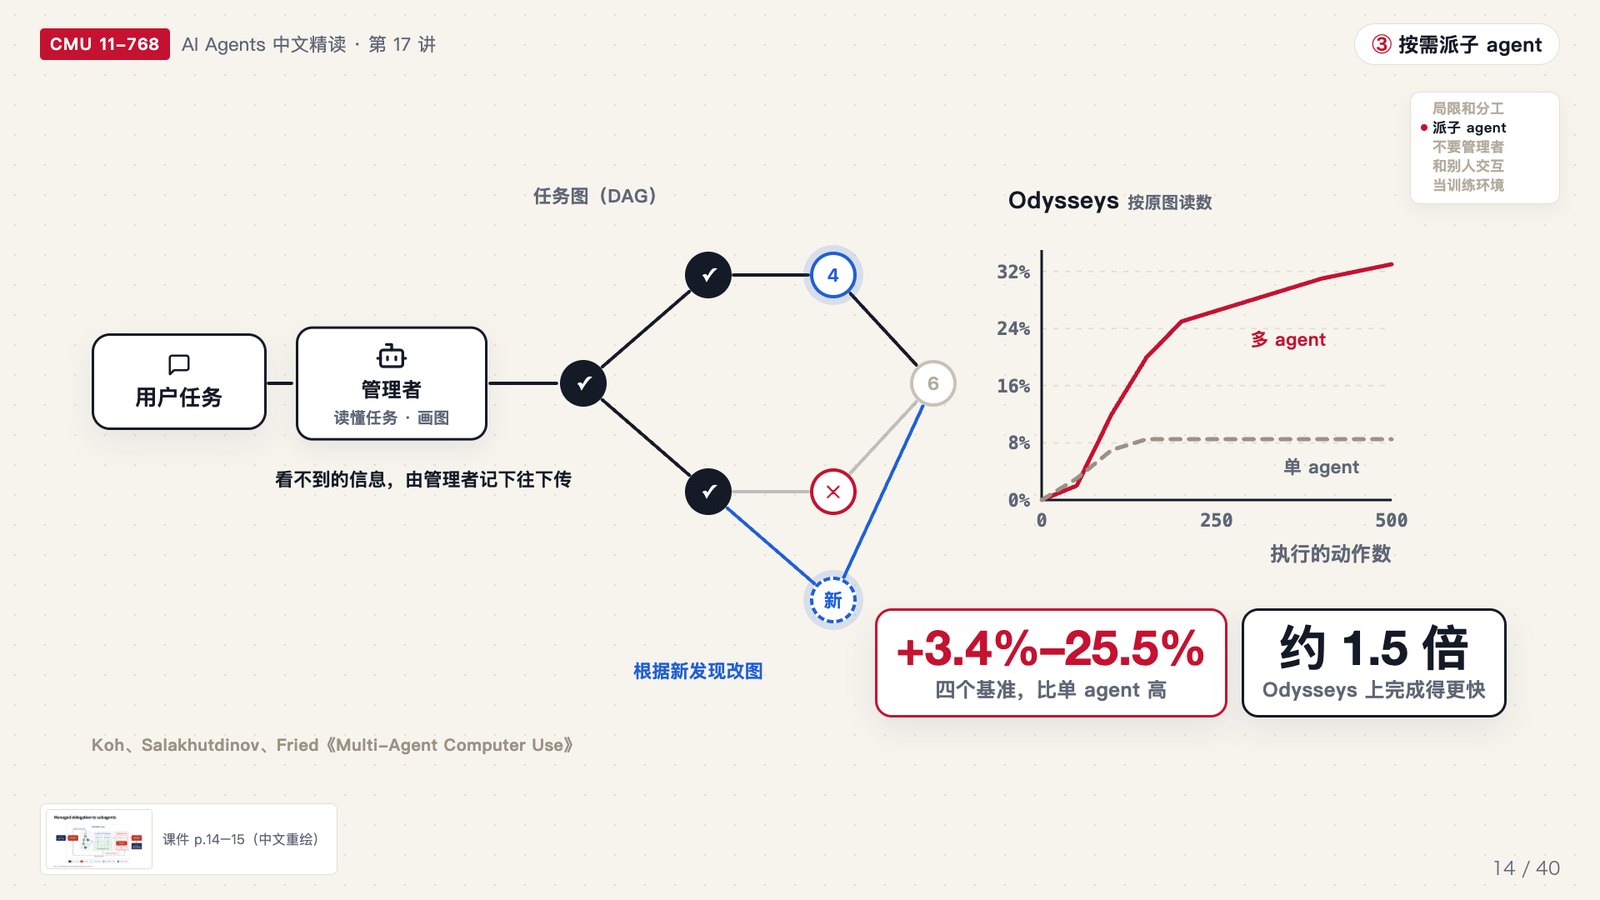 CMU 11-768 AI Agents 中文精读 · 第 17 讲
③ 按需派子 agent
局限和分工
派子 agent
不要管理者
和别人交互
当训练环境
任务图（DAG）
用户任务
管理者
读懂任务 · 画图
看不到的信息，由管理者记下往下传
4
6
新
根据新发现改图
Odysseys 按原图读数
32%
24%
16%
8%
0%
多 agent
单 agent
0 250 500
执行的动作数
+3.4%–25.5%
四个基准，比单 agent 高
约 1.5 倍
Odysseys 上完成得更快
Koh、Salakhutdinov、Fried《Multi-Agent Computer Use》
Managed delegation to subagents
课件 p.14–15（中文重绘）
14 / 40